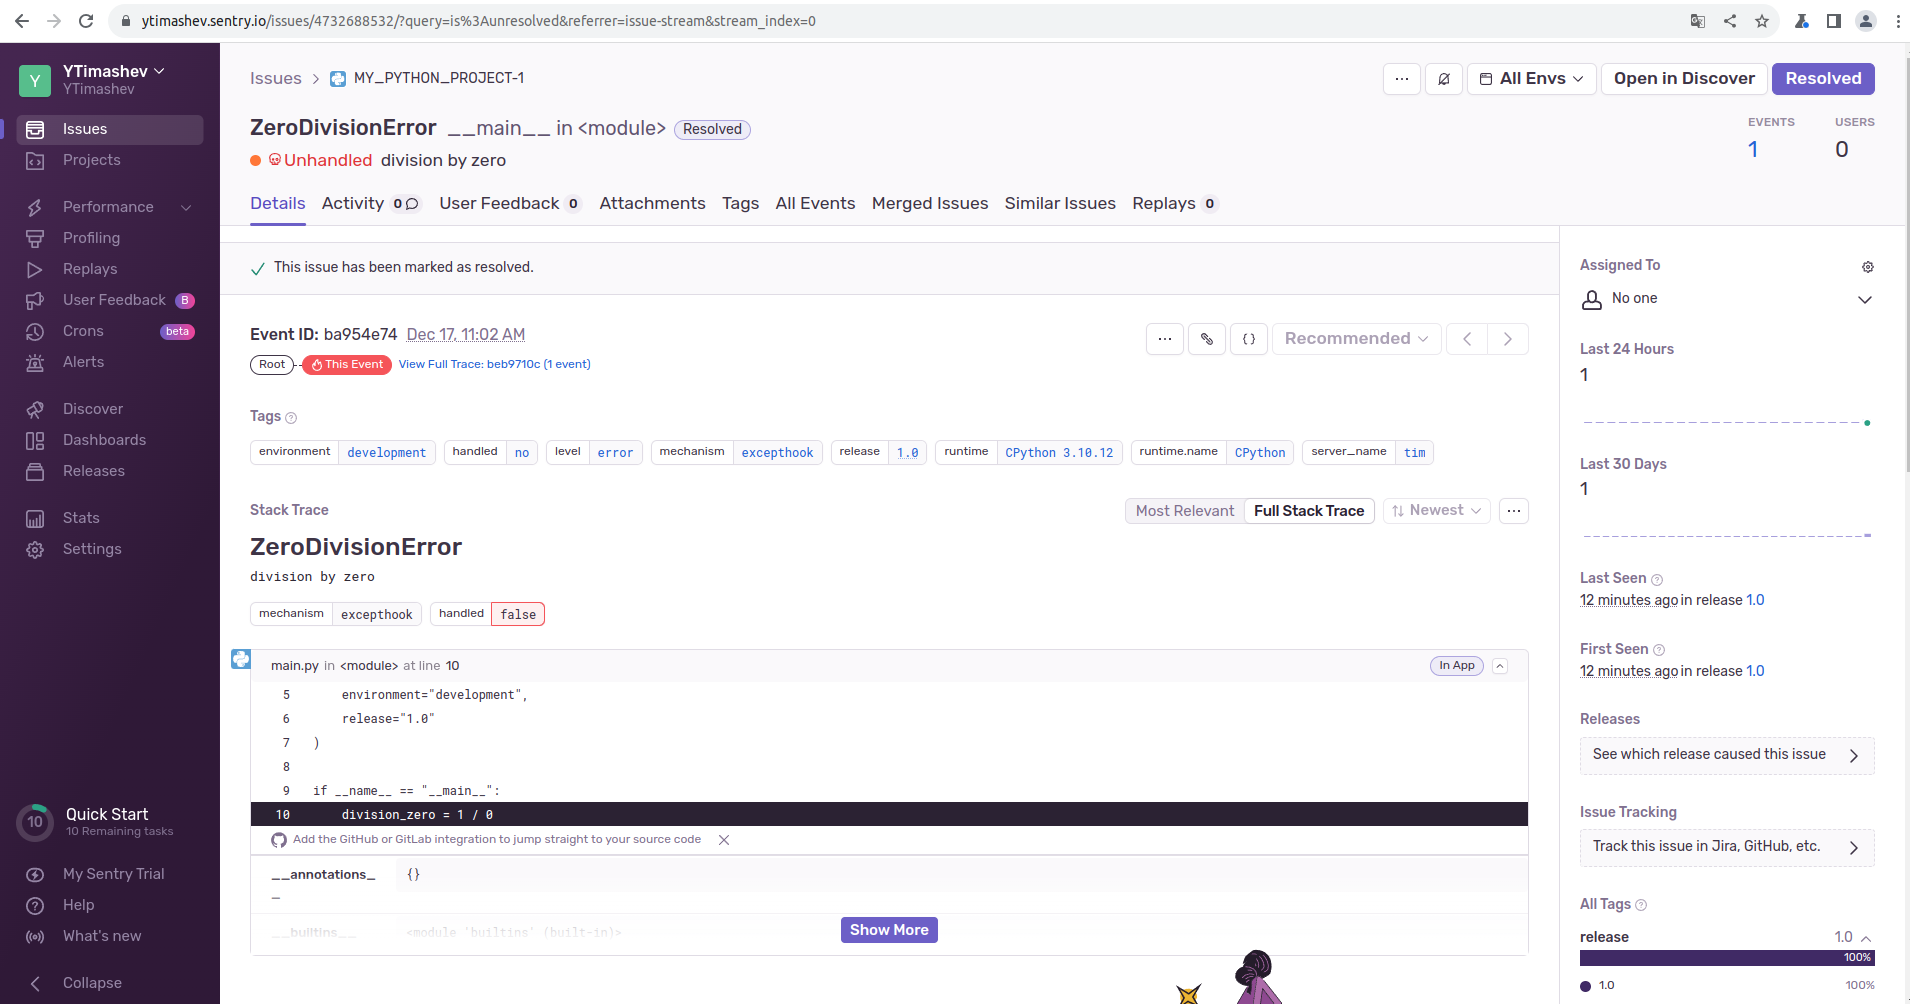 ytimashev.sentry.io/issues/4732688532/?query=is%3Aunresolved&referrer=issue-stream&stream_index=0
Y
YTimashev
YTimashev
Issues
Projects
Performance
Profiling
Replays
User Feedback B
Crons beta
Alerts
Discover
Dashboards
Releases
Stats
Settings
10
Quick Start
10 Remaining tasks
My Sentry Trial
Help
What's new
Collapse
Issues > MY_PYTHON_PROJECT-1
... All Envs Open in Discover Resolved
ZeroDivisionError __main__ in <module> Resolved
EVENTS USERS
1 0
Unhandled division by zero
Details Activity 0 User Feedback 0 Attachments Tags All Events Merged Issues Similar Issues Replays 0
This issue has been marked as resolved.
Event ID: ba954e74 Dec 17, 11:02 AM
... {} Recommended
Root This Event View Full Trace: beb9710c (1 event)
Tags ?
environment development handled no level error mechanism excepthook release 1.0 runtime CPython 3.10.12 runtime.name CPython server_name tim
Stack Trace
Most Relevant Full Stack Trace Newest ...
ZeroDivisionError
division by zero
mechanism excepthook handled false
main.py in <module> at line 10 In App
5 environment="development",
6 release="1.0"
7 )
8
9 if __name__ == "__main__":
10 division_zero = 1 / 0
Add the GitHub or GitLab integration to jump straight to your source code
__annotations_ {}
_
__builtins__ <module 'builtins' (built-in)>
Show More
Assigned To
No one
Last 24 Hours
1
Last 30 Days
1
Last Seen ?
12 minutes ago in release 1.0
First Seen ?
12 minutes ago in release 1.0
Releases
See which release caused this issue
Issue Tracking
Track this issue in Jira, GitHub, etc.
All Tags ?
release 1.0
100%
1.0 100%